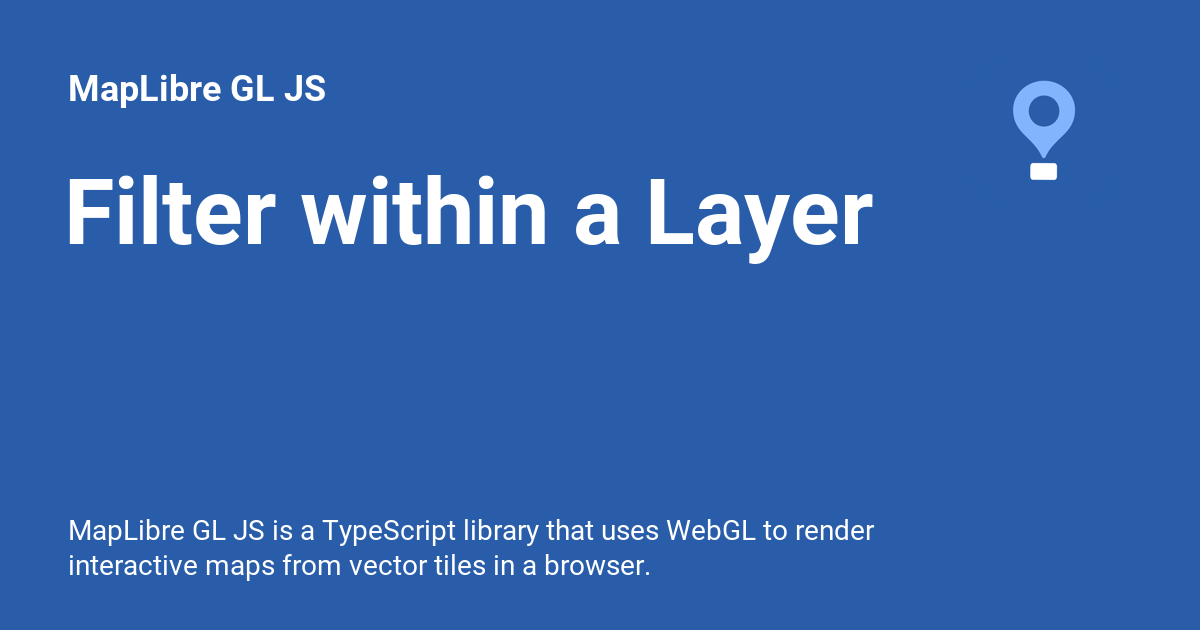 MapLibre GL JS
Filter within a Layer
MapLibre GL JS is a TypeScript library that uses WebGL to render
interactive maps from vector tiles in a browser.